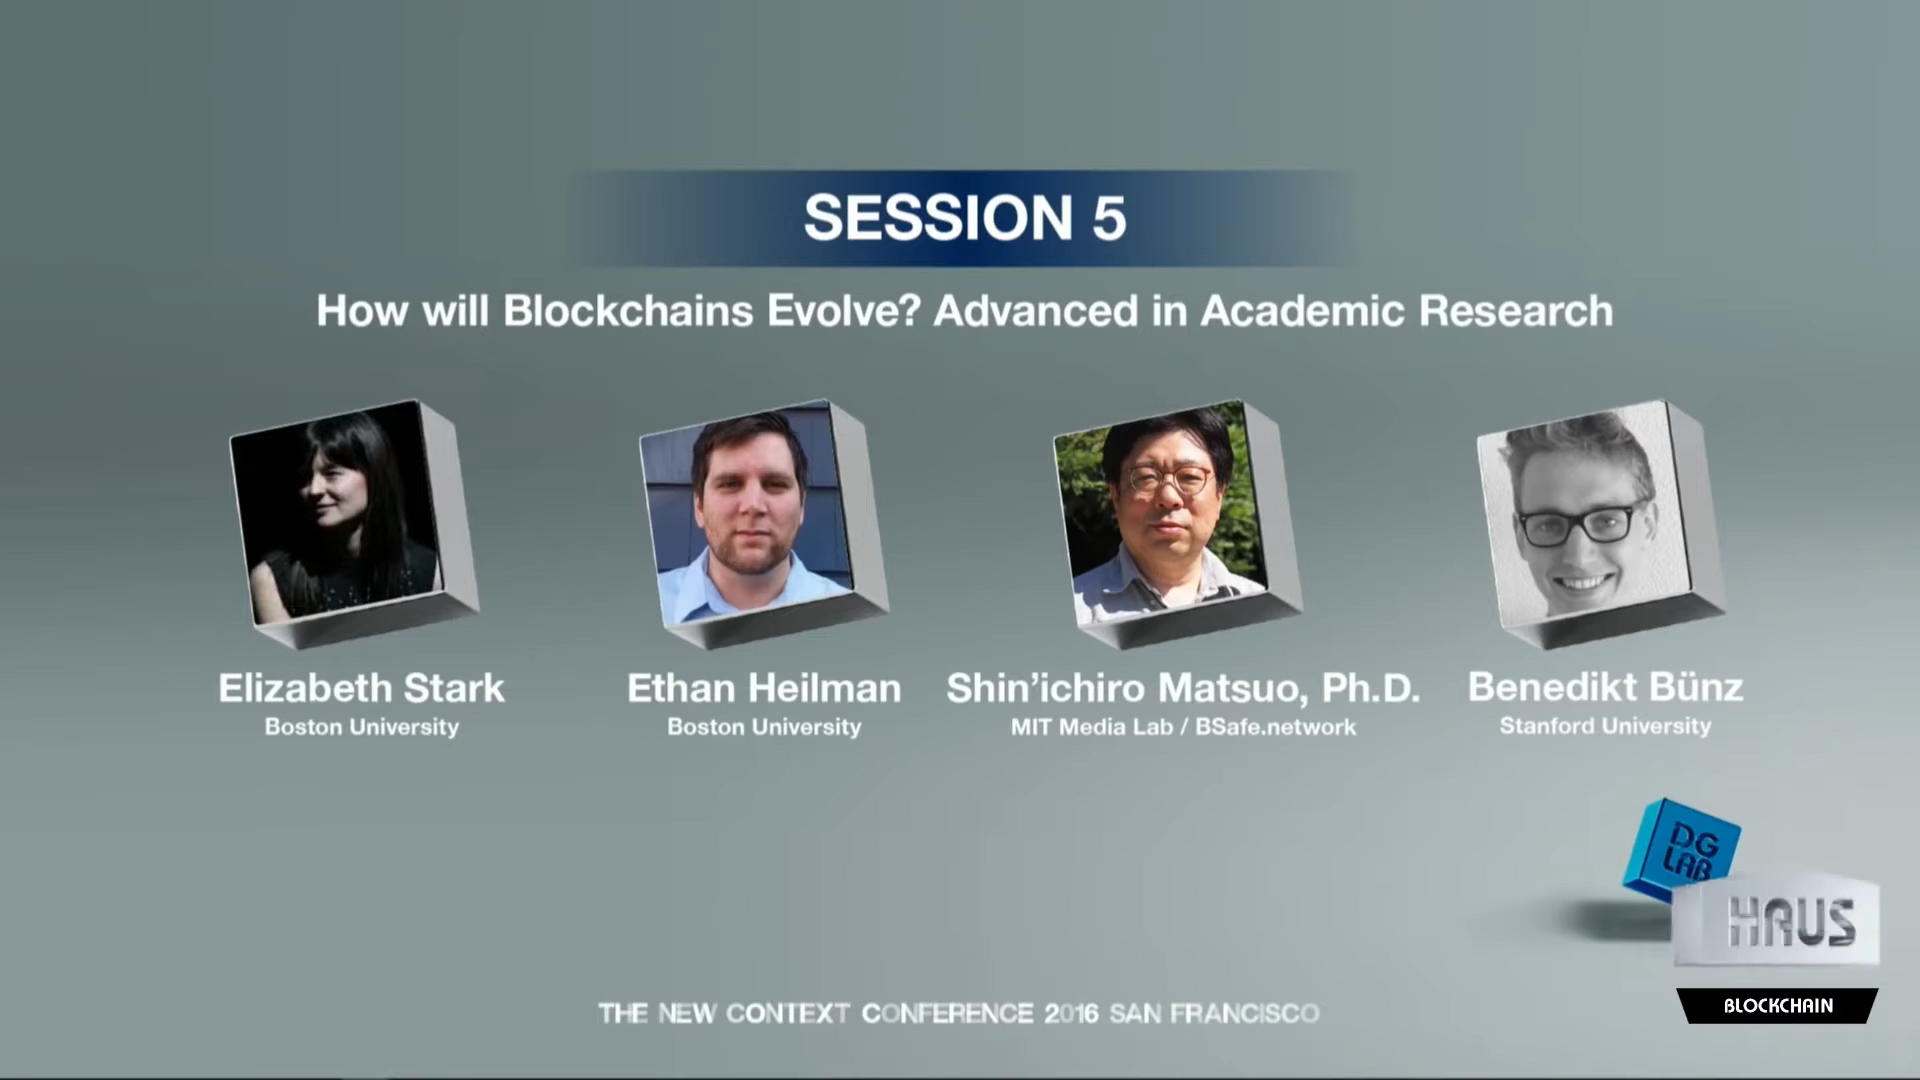 SESSION 5
How will Blockchains Evolve? Advanced in Academic Research
Elizabeth Stark
Boston University
Ethan Heilman
Boston University
Shin’ichiro Matsuo, Ph.D.
MIT Media Lab / BSafe.network
Benedikt Bünz
Stanford University
DG
LAB
HAUS
BLOCKCHAIN
THE NEW CONTEXT CONFERENCE 2016 SAN FRANCISCO